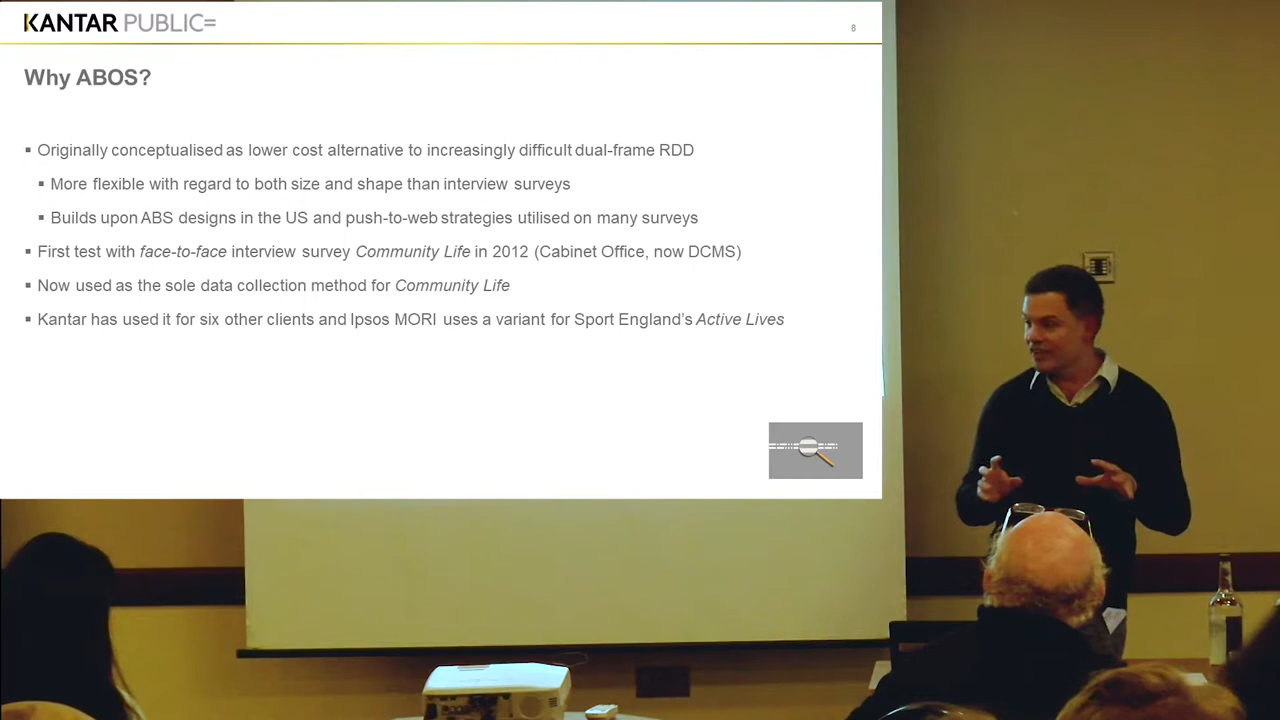 KANTAR PUBLIC=
8
Why ABOS?
▪ Originally conceptualised as lower cost alternative to increasingly difficult dual-frame RDD
▪ More flexible with regard to both size and shape than interview surveys
▪ Builds upon ABS designs in the US and push-to-web strategies utilised on many surveys
▪ First test with face-to-face interview survey Community Life in 2012 (Cabinet Office, now DCMS)
▪ Now used as the sole data collection method for Community Life
▪ Kantar has used it for six other clients and Ipsos MORI uses a variant for Sport England's Active Lives